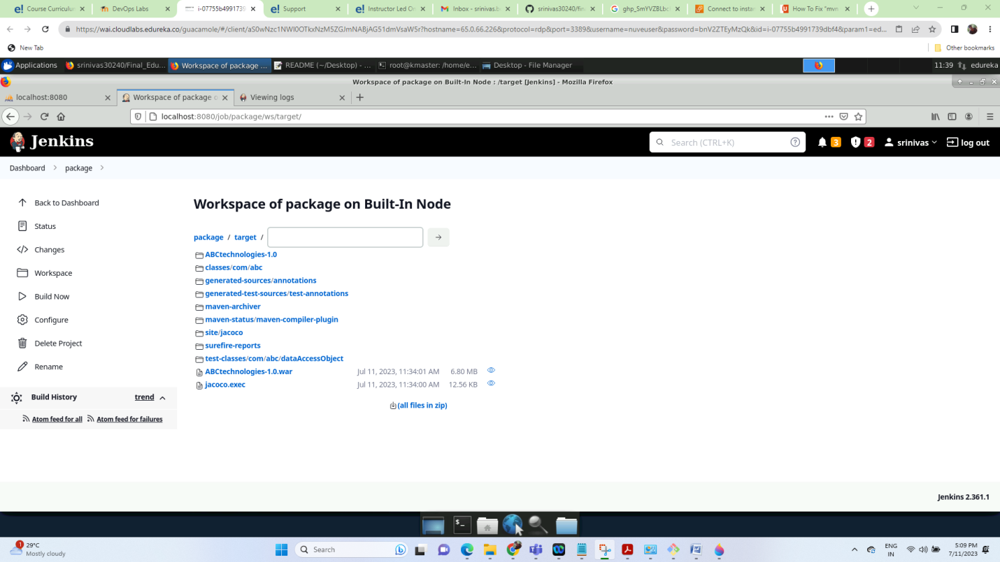 Course Curriculu
DevOps Labs
i-07755b4991739
Support
Instructor Led On
Inbox - srinivas.b
srinivas30240/fin
ghp_SmYVZBLbc
Connect to instan
How To Fix "mvn
https://wai.cloudlabs.edureka.co/guacamole/#/client/aS0wNzc1NWI0OTkxNzM5ZGJmNABjAG51dmVsaW5r?hostname=65.0.66.226&protocol=rdp&port=3389&username=nuveuser&password=bnV2ZTEyMzQk&id=i-07755b4991739dbf4&param1=ed...
New Tab
Other bookmarks
Applications
srinivas30240/Final_Edu...
Workspace of package ...
README (~/Desktop) - ...
root@kmaster: /home/e...
Desktop - File Manager
11:39
edureka
Workspace of package on Built-In Node : /target [Jenkins] - Mozilla Firefox
localhost:8080
Workspace of package o
Viewing logs
localhost:8080/job/package/ws/target/
Jenkins
Search (CTRL+K)
3
2
srinivas
log out
Dashboard
package
Back to Dashboard
Status
Changes
Workspace
Build Now
Configure
Delete Project
Rename
Build History
trend
Atom feed for all
Atom feed for failures
Workspace of package on Built-In Node
package / target /
ABCtechnologies-1.0
classes/com/abc
generated-sources/annotations
generated-test-sources/test-annotations
maven-archiver
maven-status/maven-compiler-plugin
site/jacoco
surefire-reports
test-classes/com/abc/dataAccessObject
ABCtechnologies-1.0.war Jul 11, 2023, 11:34:01 AM 6.80 MB
jacoco.exec Jul 11, 2023, 11:34:00 AM 12.56 KB
(all files in zip)
Jenkins 2.361.1
1
29°C
Mostly cloudy
Search
ENG
IN
5:09 PM
7/11/2023